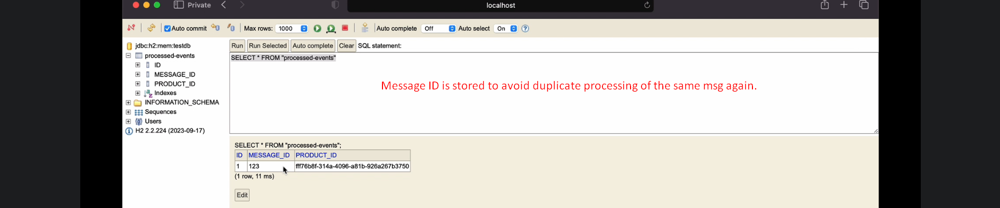 Private
localhost
Auto commit
Max rows: 1000
Auto complete Off
Auto select On
jdbc:h2:mem:testdb
processed-events
ID
MESSAGE_ID
PRODUCT_ID
Indexes
INFORMATION_SCHEMA
Sequences
Users
H2 2.2.224 (2023-09-17)
Run Run Selected Auto complete Clear SQL statement:
SELECT * FROM "processed-events"
Message ID is stored to avoid duplicate processing of the same msg again.
SELECT * FROM "processed-events";
ID MESSAGE_ID PRODUCT_ID
1 123 fff76b8f-314a-4096-a81b-926a267b3750
(1 row, 11 ms)
Edit